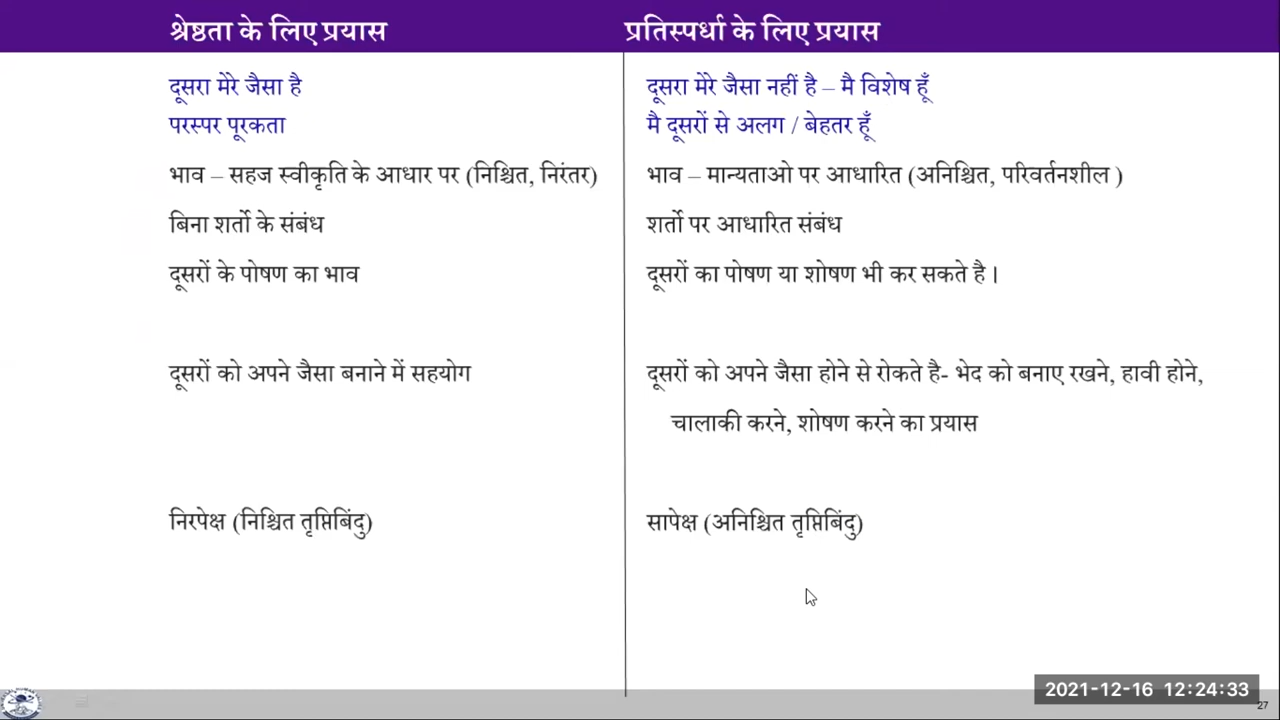 श्रेष्ठता के लिए प्रयास
प्रतिस्पर्धा के लिए प्रयास
दूसरा मेरे जैसा है
परस्पर पूरकता
भाव – सहज स्वीकृति के आधार पर (निश्चित, निरंतर)
बिना शर्तो के संबंध
दूसरों के पोषण का भाव
दूसरों को अपने जैसा बनाने में सहयोग
निरपेक्ष (निश्चित तृप्तिबिंदु)
दूसरा मेरे जैसा नहीं है – मै विशेष हूँ
मै दूसरों से अलग / बेहतर हूँ
भाव – मान्यताओ पर आधारित (अनिश्चित, परिवर्तनशील )
शर्तो पर आधारित संबंध
दूसरों का पोषण या शोषण भी कर सकते है ।
दूसरों को अपने जैसा होने से रोकते है- भेद को बनाए रखने, हावी होने,
चालाकी करने, शोषण करने का प्रयास
सापेक्ष (अनिश्चित तृप्तिबिंदु)
2021-12-16 12:24:33
27